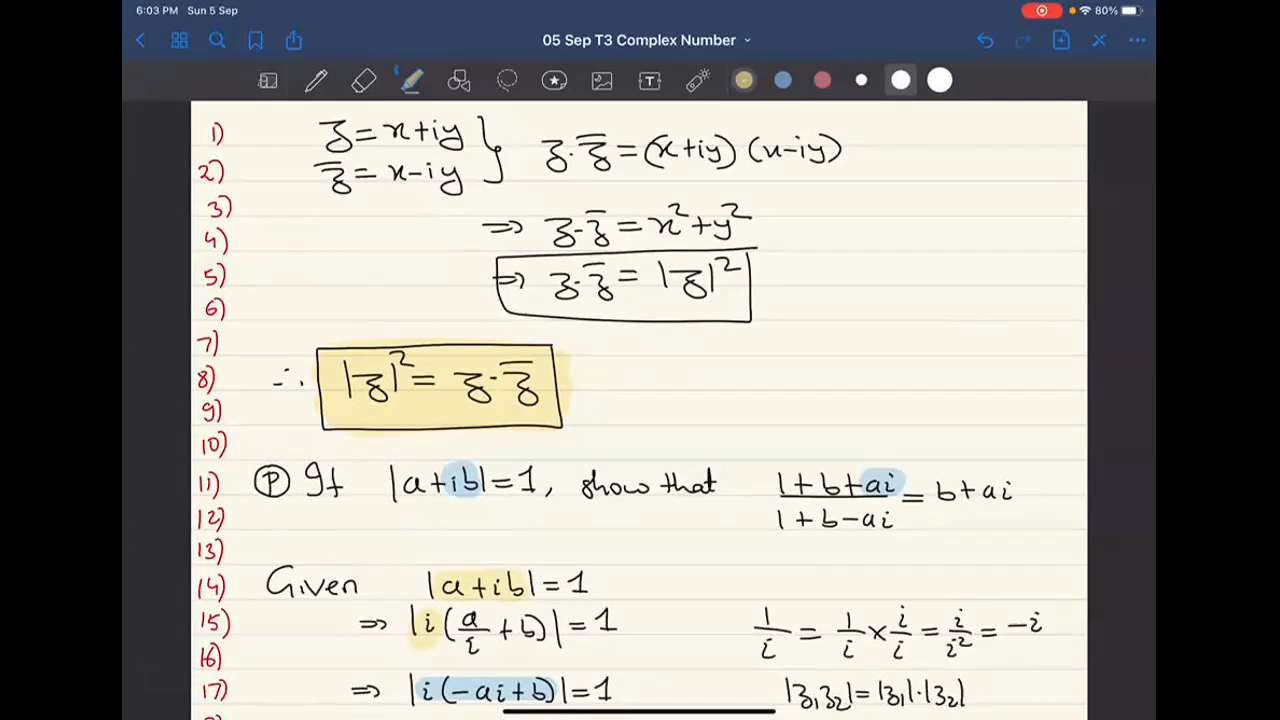 6:03 PM Sun 5 Sep 80%
05 Sep T3 Complex Number
1) z = x+iy
2) z̅ = x-iy } z·z̅ = (x+iy) (x-iy)
3)
4) ⇒ z·z̅ = x²+y²
5) ⇒ z·z̅ = |z|²
6)
7)
8) ∴ |z|² = z·z̅
9)
10)
11) Ⓟ If |a+ib| = 1, show that (1+b+ai)/(1+b-ai) = b+ai
12)
13)
14) Given |a+ib| = 1
15) ⇒ |i(a/i + b)| = 1 1/i = 1/i × i/i = i/i² = -i
16)
17) ⇒ |i(-ai+b)| = 1 |z₁z₂| = |z₁|·|z₂|